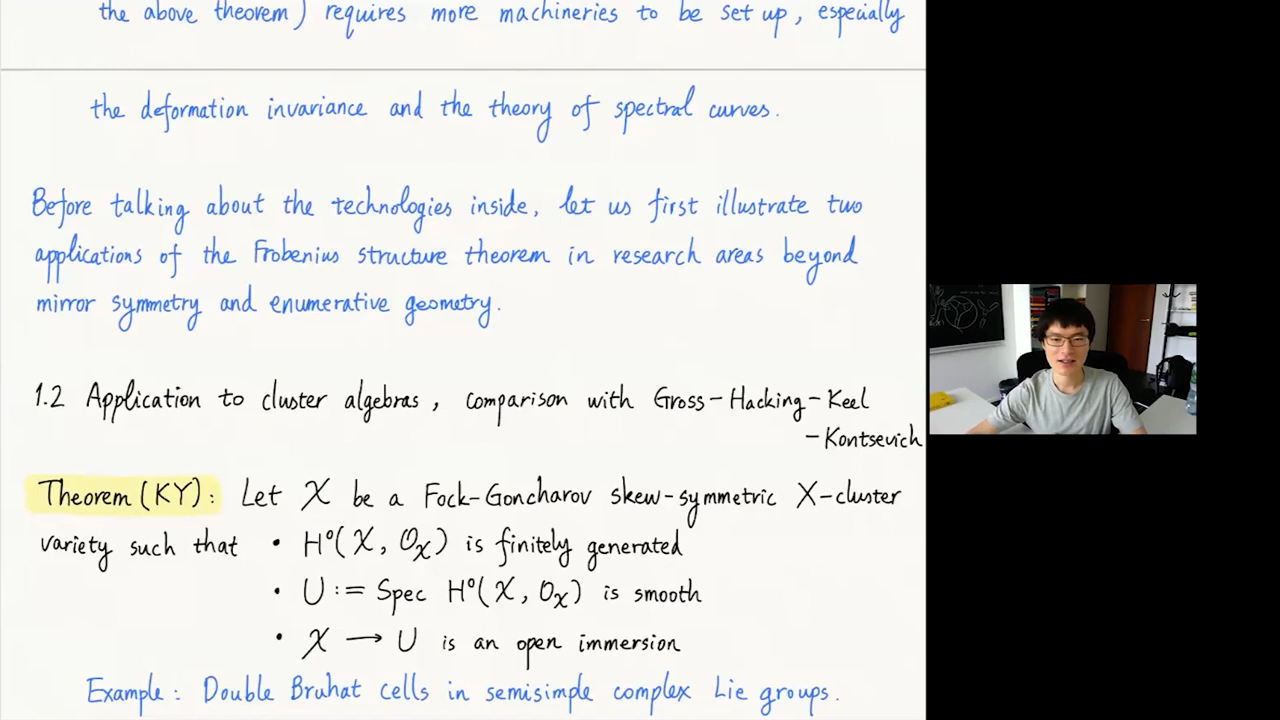 the above theorem) requires more machineries to be set up, especially
the deformation invariance and the theory of spectral curves.
Before talking about the technologies inside, let us first illustrate two
applications of the Frobenius structure theorem in research areas beyond
mirror symmetry and enumerative geometry.
1.2 Application to cluster algebras, comparison with Gross-Hacking-Keel
-Kontsevich
Theorem (KY): Let X be a Fock-Goncharov skew-symmetric X-cluster
variety such that • H⁰(X, O_X) is finitely generated
• U := Spec H⁰(X, O_X) is smooth
• X → U is an open immersion
Example: Double Bruhat cells in semisimple complex Lie groups.